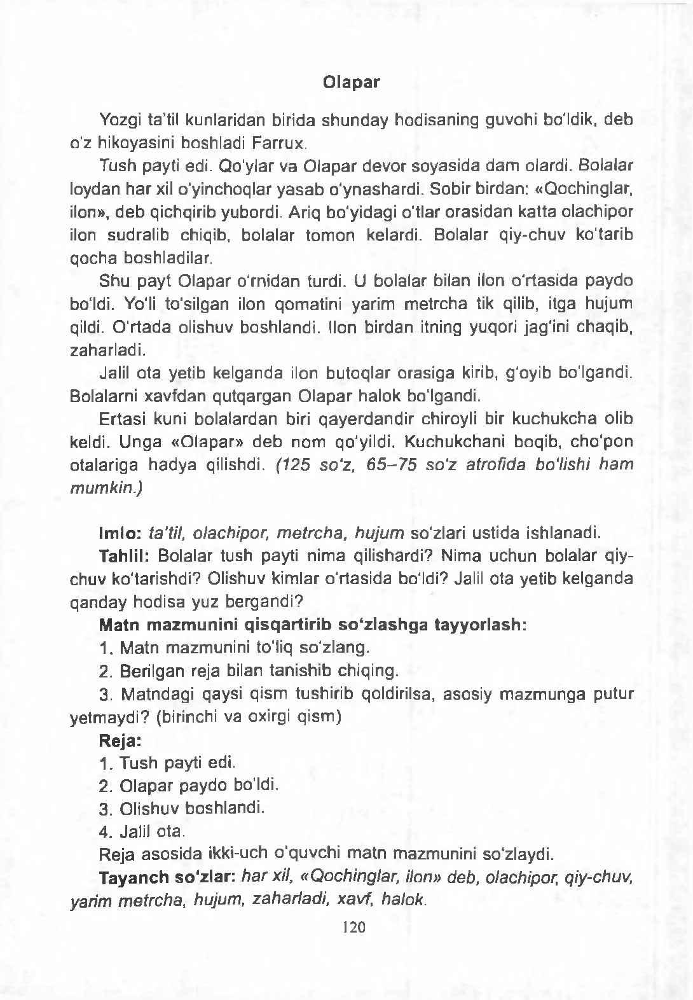 Olapar
Yozgi ta’til kunlaridan birida shunday hodisaning guvohi bo‘ldik, deb
o‘z hikoyasini boshladi Farrux.
Tush payti edi. Qo‘ylar va Olapar devor soyasida dam olardi. Bolalar
loydan har xil o‘yinchoqlar yasab o‘ynashardi. Sobir birdan: «Qochinglar,
ilon», deb qichqirib yubordi. Ariq bo‘yidagi o‘tlar orasidan katta olachipor
ilon sudralib chiqib, bolalar tomon kelardi. Bolalar qiy-chuv ko‘tarib
qocha boshladilar.
Shu payt Olapar o‘rnidan turdi. U bolalar bilan ilon o‘rtasida paydo
bo‘ldi. Yo‘li to‘silgan ilon qomatini yarim metrcha tik qilib, itga hujum
qildi. O‘rtada olishuv boshlandi. Ilon birdan itning yuqori jag‘ini chaqib,
zaharladi.
Jalil ota yetib kelganda ilon butoqlar orasiga kirib, g‘oyib bo‘lgandi.
Bolalarni xavfdan qutqargan Olapar halok bo‘lgandi.
Ertasi kuni bolalardan biri qayerdandir chiroyli bir kuchukcha olib
keldi. Unga «Olapar» deb nom qo‘yildi. Kuchukchani boqib, cho‘pon
otalariga hadya qilishdi. (125 so‘z, 65–75 so‘z atrofida bo‘lishi ham
mumkin.)
Imlo: ta’til, olachipor, metrcha, hujum so‘zlari ustida ishlanadi.
Tahlil: Bolalar tush payti nima qilishardi? Nima uchun bolalar qiy-
chuv ko‘tarishdi? Olishuv kimlar o‘rtasida bo‘ldi? Jalil ota yetib kelganda
qanday hodisa yuz bergandi?
Matn mazmunini qisqartirib so‘zlashga tayyorlash:
1. Matn mazmunini to‘liq so‘zlang.
2. Berilgan reja bilan tanishib chiqing.
3. Matndagi qaysi qism tushirib qoldirilsa, asosiy mazmunga putur
yetmaydi? (birinchi va oxirgi qism)
Reja:
1. Tush payti edi.
2. Olapar paydo bo‘ldi.
3. Olishuv boshlandi.
4. Jalil ota.
Reja asosida ikki-uch o‘quvchi matn mazmunini so‘zlaydi.
Tayanch so‘zlar: har xil, «Qochinglar, ilon» deb, olachipor, qiy-chuv,
yarim metrcha, hujum, zaharladi, xavf, halok.
120